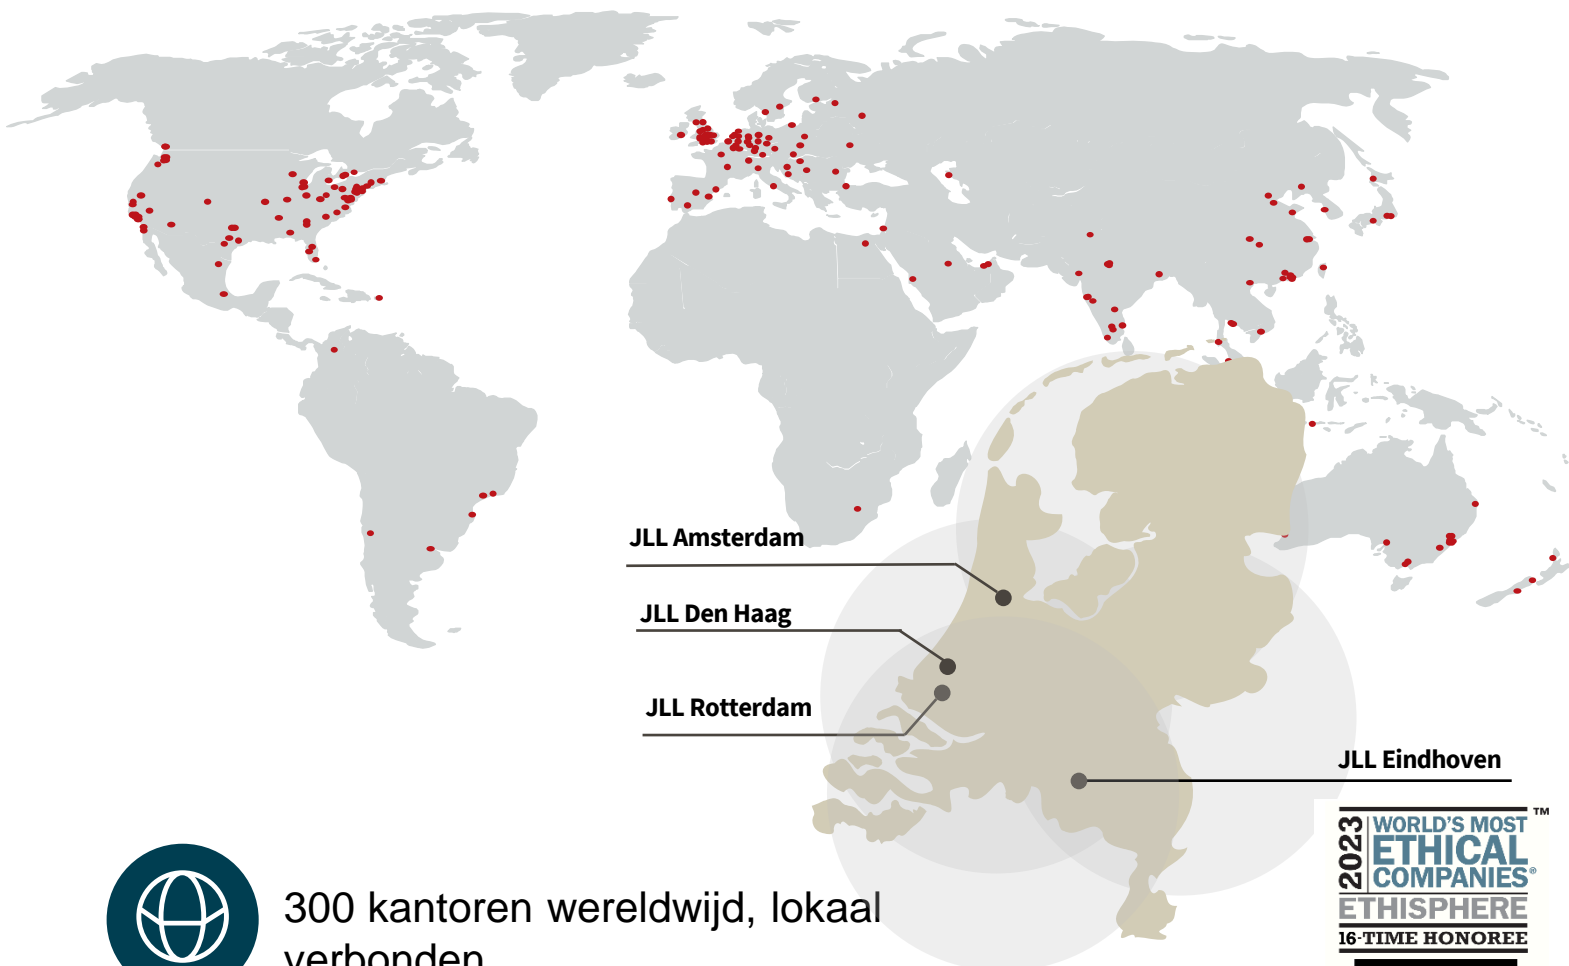 JLL Amsterdam
JLL Den Haag
JLL Rotterdam
JLL Eindhoven
300 kantoren wereldwijd, lokaal
verbonden
2023
WORLD'S MOST
ETHICAL
COMPANIES®
™
ETHISPHERE
16-TIME HONOREE